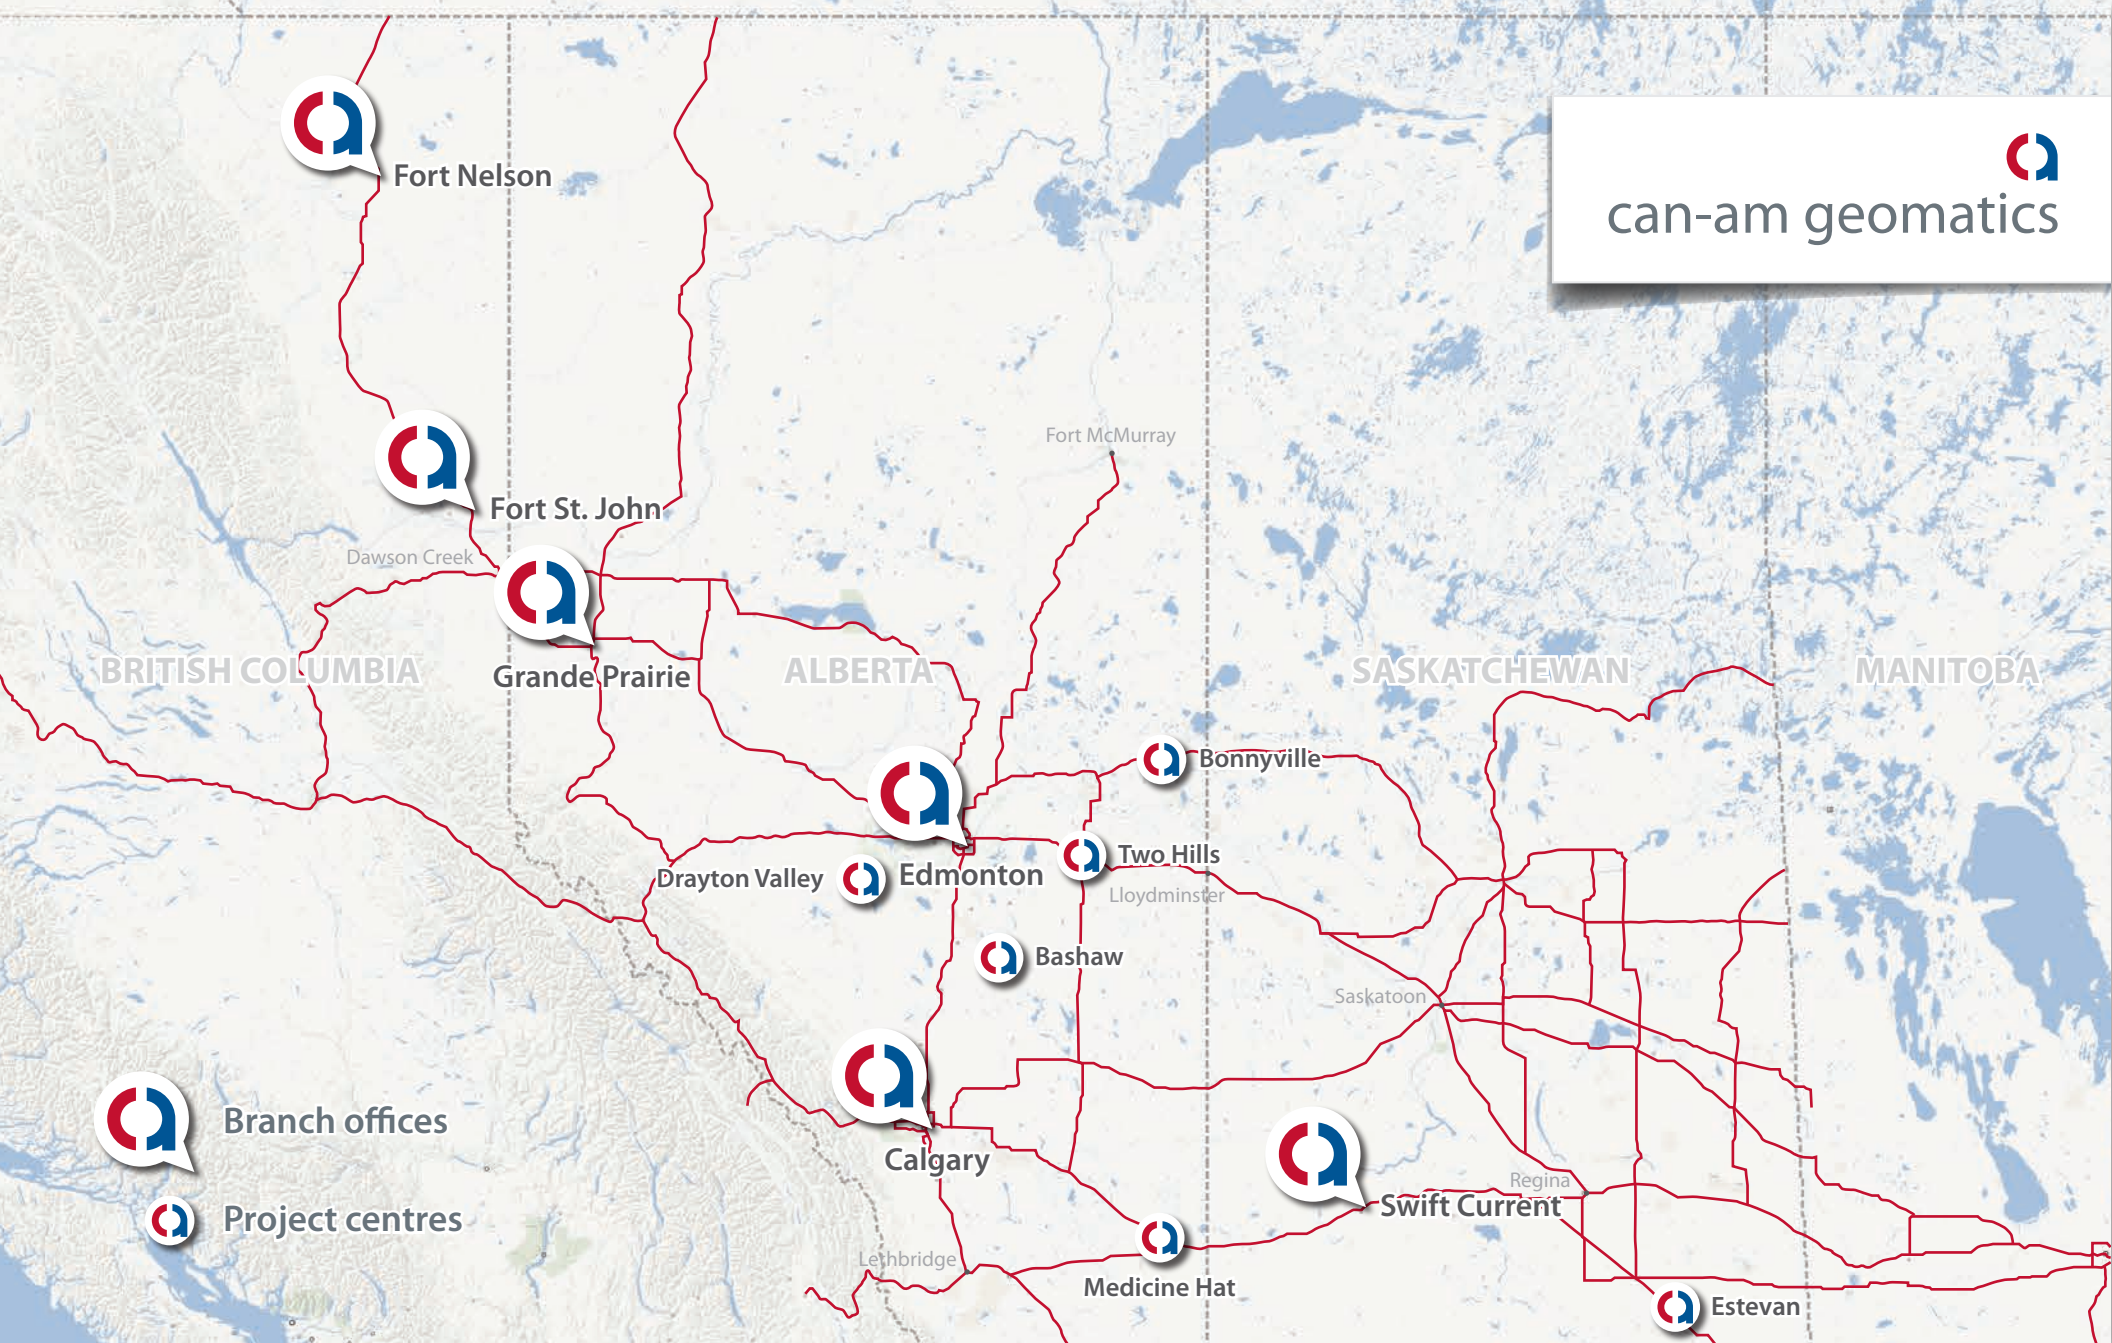 Fort Nelson
can-am geomatics
Fort McMurray
Fort St. John
Dawson Creek
BRITISH COLUMBIA
Grande Prairie
ALBERTA
SASKATCHEWAN
MANITOBA
Bonnyville
Two Hills
Drayton Valley
Edmonton
Lloydminster
Bashaw
Saskatoon
Branch offices
Calgary
Regina
Swift Current
Project centres
Lethbridge
Medicine Hat
Estevan